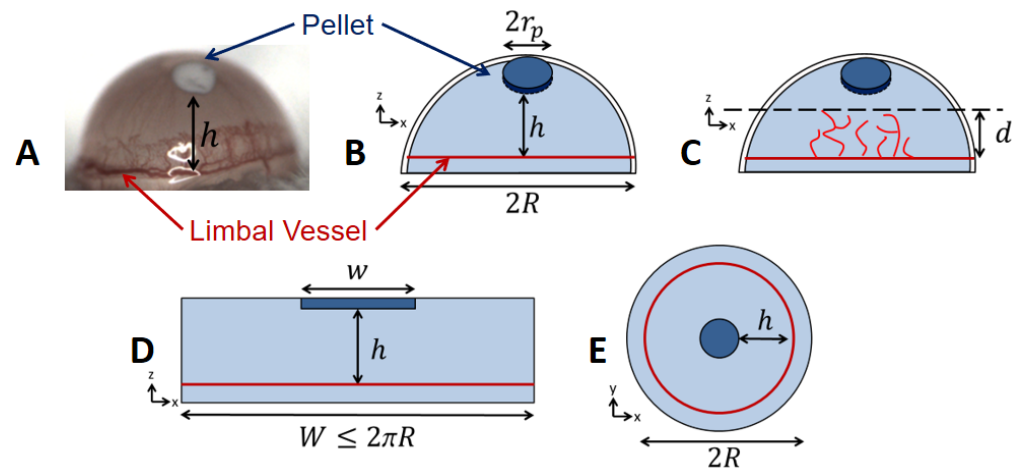 Pellet
2r_p
A
h
z
x
B
h
2R
z
x
C
d
Limbal Vessel
w
D
h
z
x
W ≤ 2πR
E
h
y
x
2R